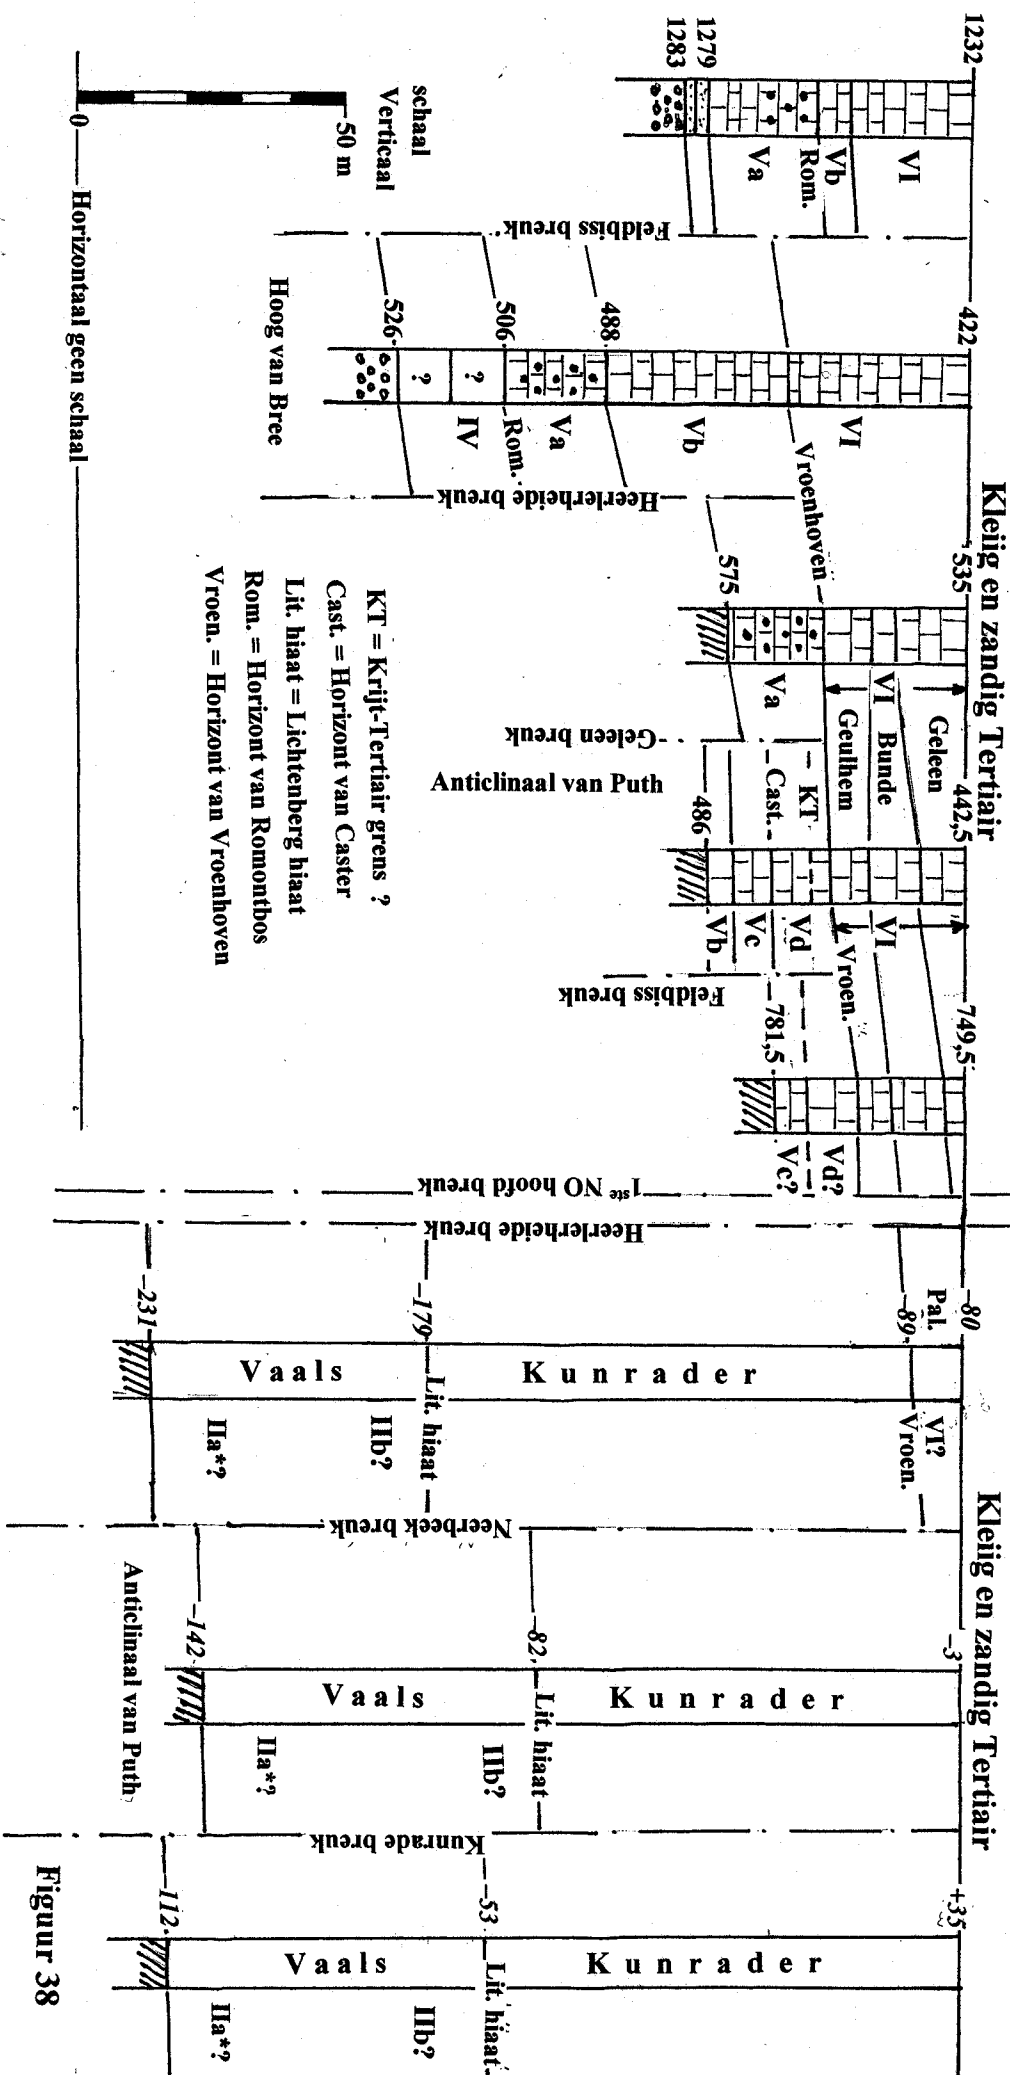 Kleiig en zandig Tertiair
Kleiig en zandig Tertiair
1232
1279
1283
VI
Vb
Rom.
Va
Feldbiss breuk
422
488
506
526
?
?
VI
Vb
Va
Rom.
IV
Hoog van Bree
Heerlerheide breuk
Vroenhoven
535
575
Va
VI
Geleen
Bunde
Geulhem
Geleen breuk
Anticlinaal van Puth
KT
Cast.
442,5
486
VI
Vroen.
Vd
Vc
Vb
Feldbiss breuk
749,5
781,5
Vd?
Vc?
1ste NO hoofd breuk
Heerlerheide breuk
-80
Pal.
-89
-179
-231
Kunrader
Vaals
VI?
Vroen.
Lit. hiaat
IIb?
IIa*?
Neerbeek breuk
-3
-82
-142
Kunrader
Vaals
Lit. hiaat
IIb?
IIa*?
Anticlinaal van Puth
Kunrade breuk
+35
-53
-112
Kunrader
Vaals
Lit. hiaat
IIb?
IIa*?
schaal
Verticaal
0
50 m
Horizontaal geen schaal
KT = Krijt-Tertiair grens ?
Cast. = Horizont van Caster
Lit. hiaat = Lichtenberg hiaat
Rom. = Horizont van Romontbos
Vroen. = Horizont van Vroenhoven
Figuur 38